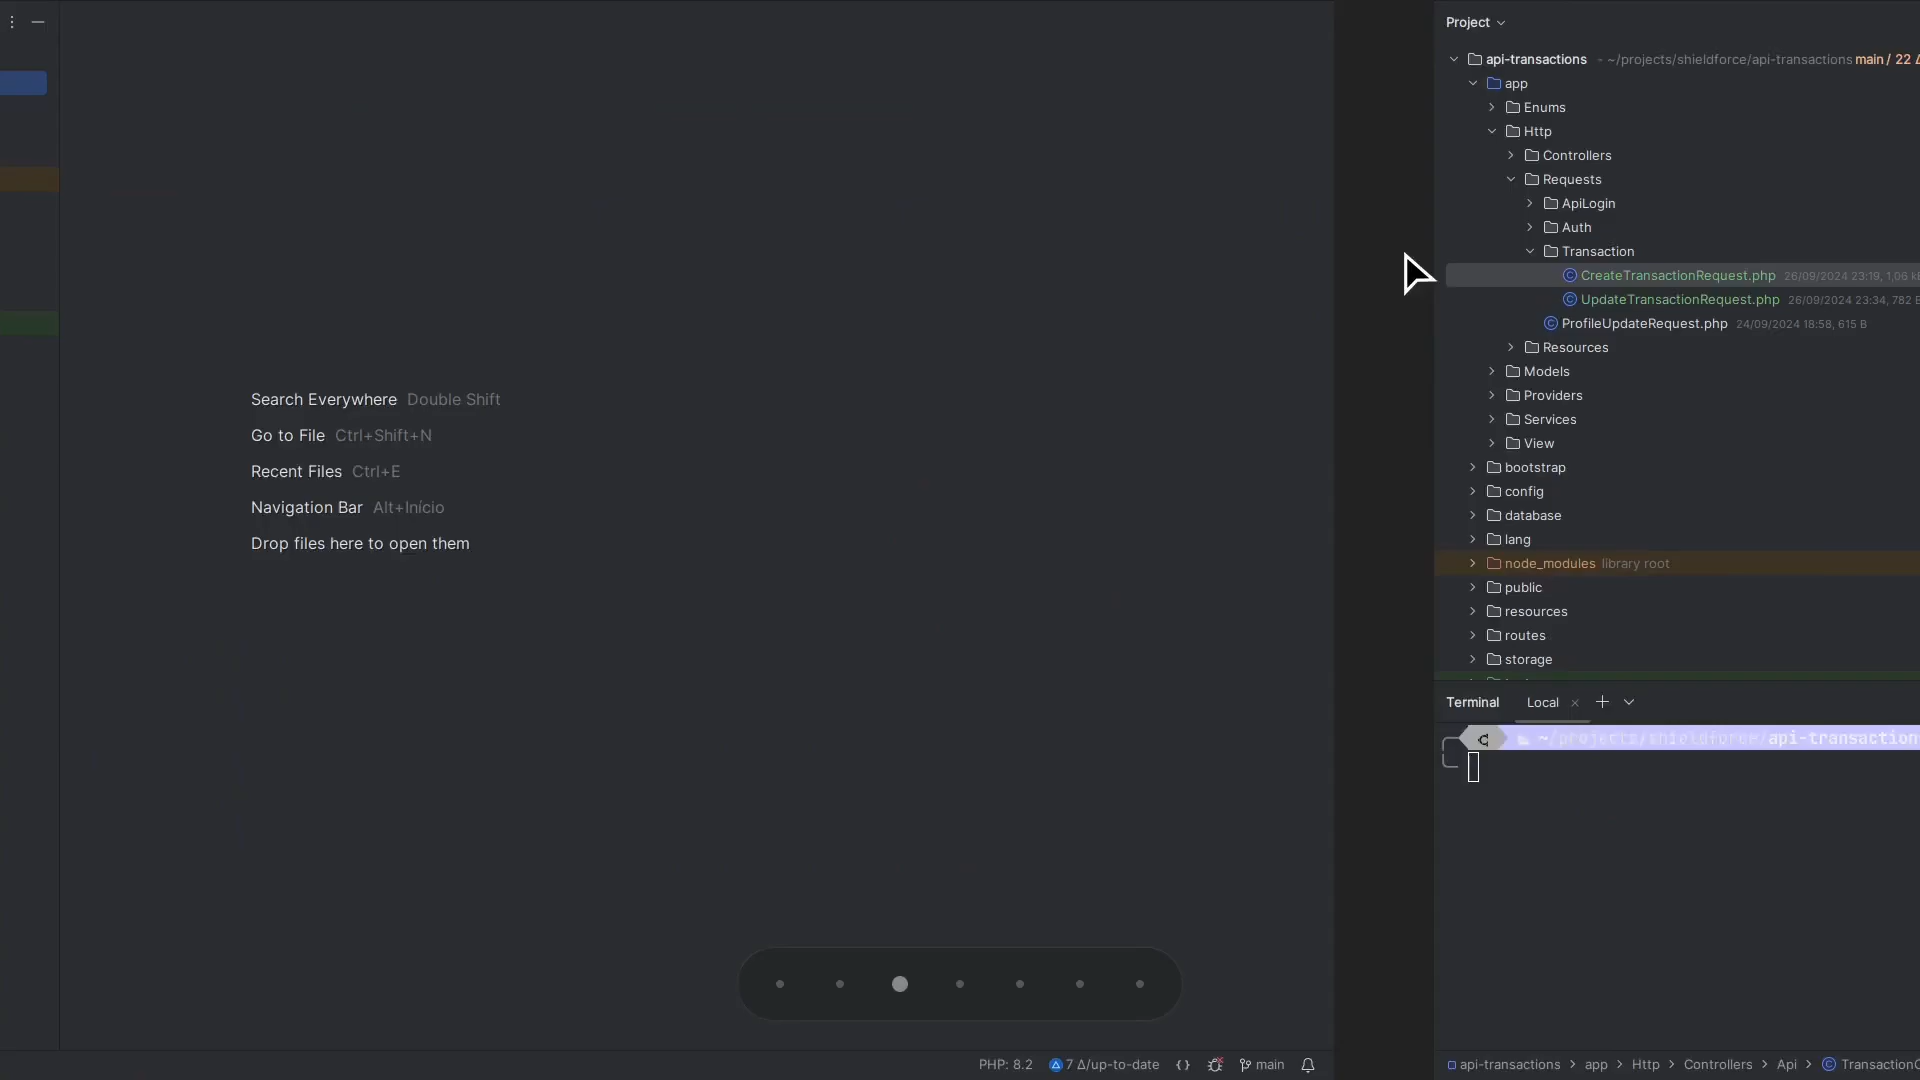 Search Everywhere Double Shift
Go to File Ctrl+Shift+N
Recent Files Ctrl+E
Navigation Bar Alt+Início
Drop files here to open them
PHP: 8.2
7 Δ/up-to-date
main
Project
api-transactions - ~/projects/shieldforce/api-transactions main / 22 Δ
app
Enums
Http
Controllers
Requests
ApiLogin
Auth
Transaction
CreateTransactionRequest.php 26/09/2024 23:19, 1,06 k
UpdateTransactionRequest.php 26/09/2024 23:34, 782 B
ProfileUpdateRequest.php 24/09/2024 18:58, 615 B
Resources
Models
Providers
Services
View
bootstrap
config
database
lang
node_modules library root
public
resources
routes
storage
Terminal Local
~/projects/shieldforce/api-transaction
api-transactions > app > Http > Controllers > Api > Transaction